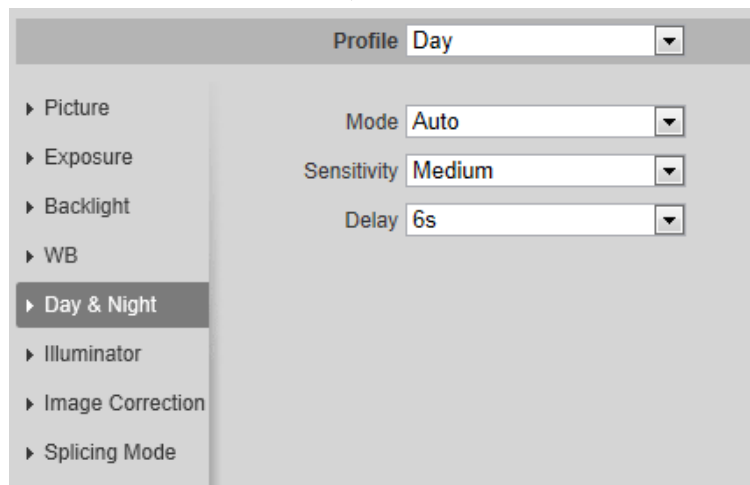 Profile Day
Picture
Mode Auto
Exposure
Sensitivity Medium
Backlight
Delay 6s
WB
Day & Night
Illuminator
Image Correction
Splicing Mode